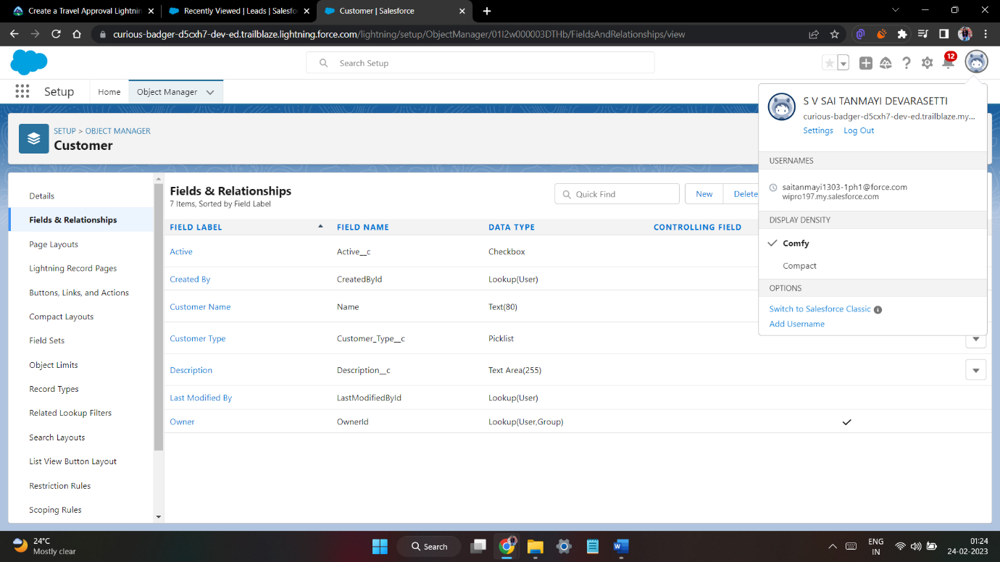 Create a Travel Approval Lightnin
Recently Viewed | Leads | Salesfo
Customer | Salesforce
curious-badger-d5cxh7-dev-ed.trailblaze.lightning.force.com/lightning/setup/ObjectManager/01I2w000003DTHb/FieldsAndRelationships/view
Search Setup
12
Setup
Home
Object Manager
S V SAI TANMAYI DEVARASETTI
curious-badger-d5cxh7-dev-ed.trailblaze.my...
Settings Log Out
SETUP > OBJECT MANAGER
Customer
USERNAMES
saitanmayi1303-1ph1@force.com
wipro197.my.salesforce.com
DISPLAY DENSITY
Comfy
Compact
OPTIONS
Switch to Salesforce Classic
Add Username
Details
Fields & Relationships
Page Layouts
Lightning Record Pages
Buttons, Links, and Actions
Compact Layouts
Field Sets
Object Limits
Record Types
Related Lookup Filters
Search Layouts
List View Button Layout
Restriction Rules
Scoping Rules
Fields & Relationships
7 Items, Sorted by Field Label
Quick Find
New
Delete
FIELD LABEL FIELD NAME DATA TYPE CONTROLLING FIELD
Active Active__c Checkbox
Created By CreatedById Lookup(User)
Customer Name Name Text(80)
Customer Type Customer_Type__c Picklist
Description Description__c Text Area(255)
Last Modified By LastModifiedById Lookup(User)
Owner OwnerId Lookup(User,Group)
24°C
Mostly clear
Search
ENG
IN
01:24
24-02-2023